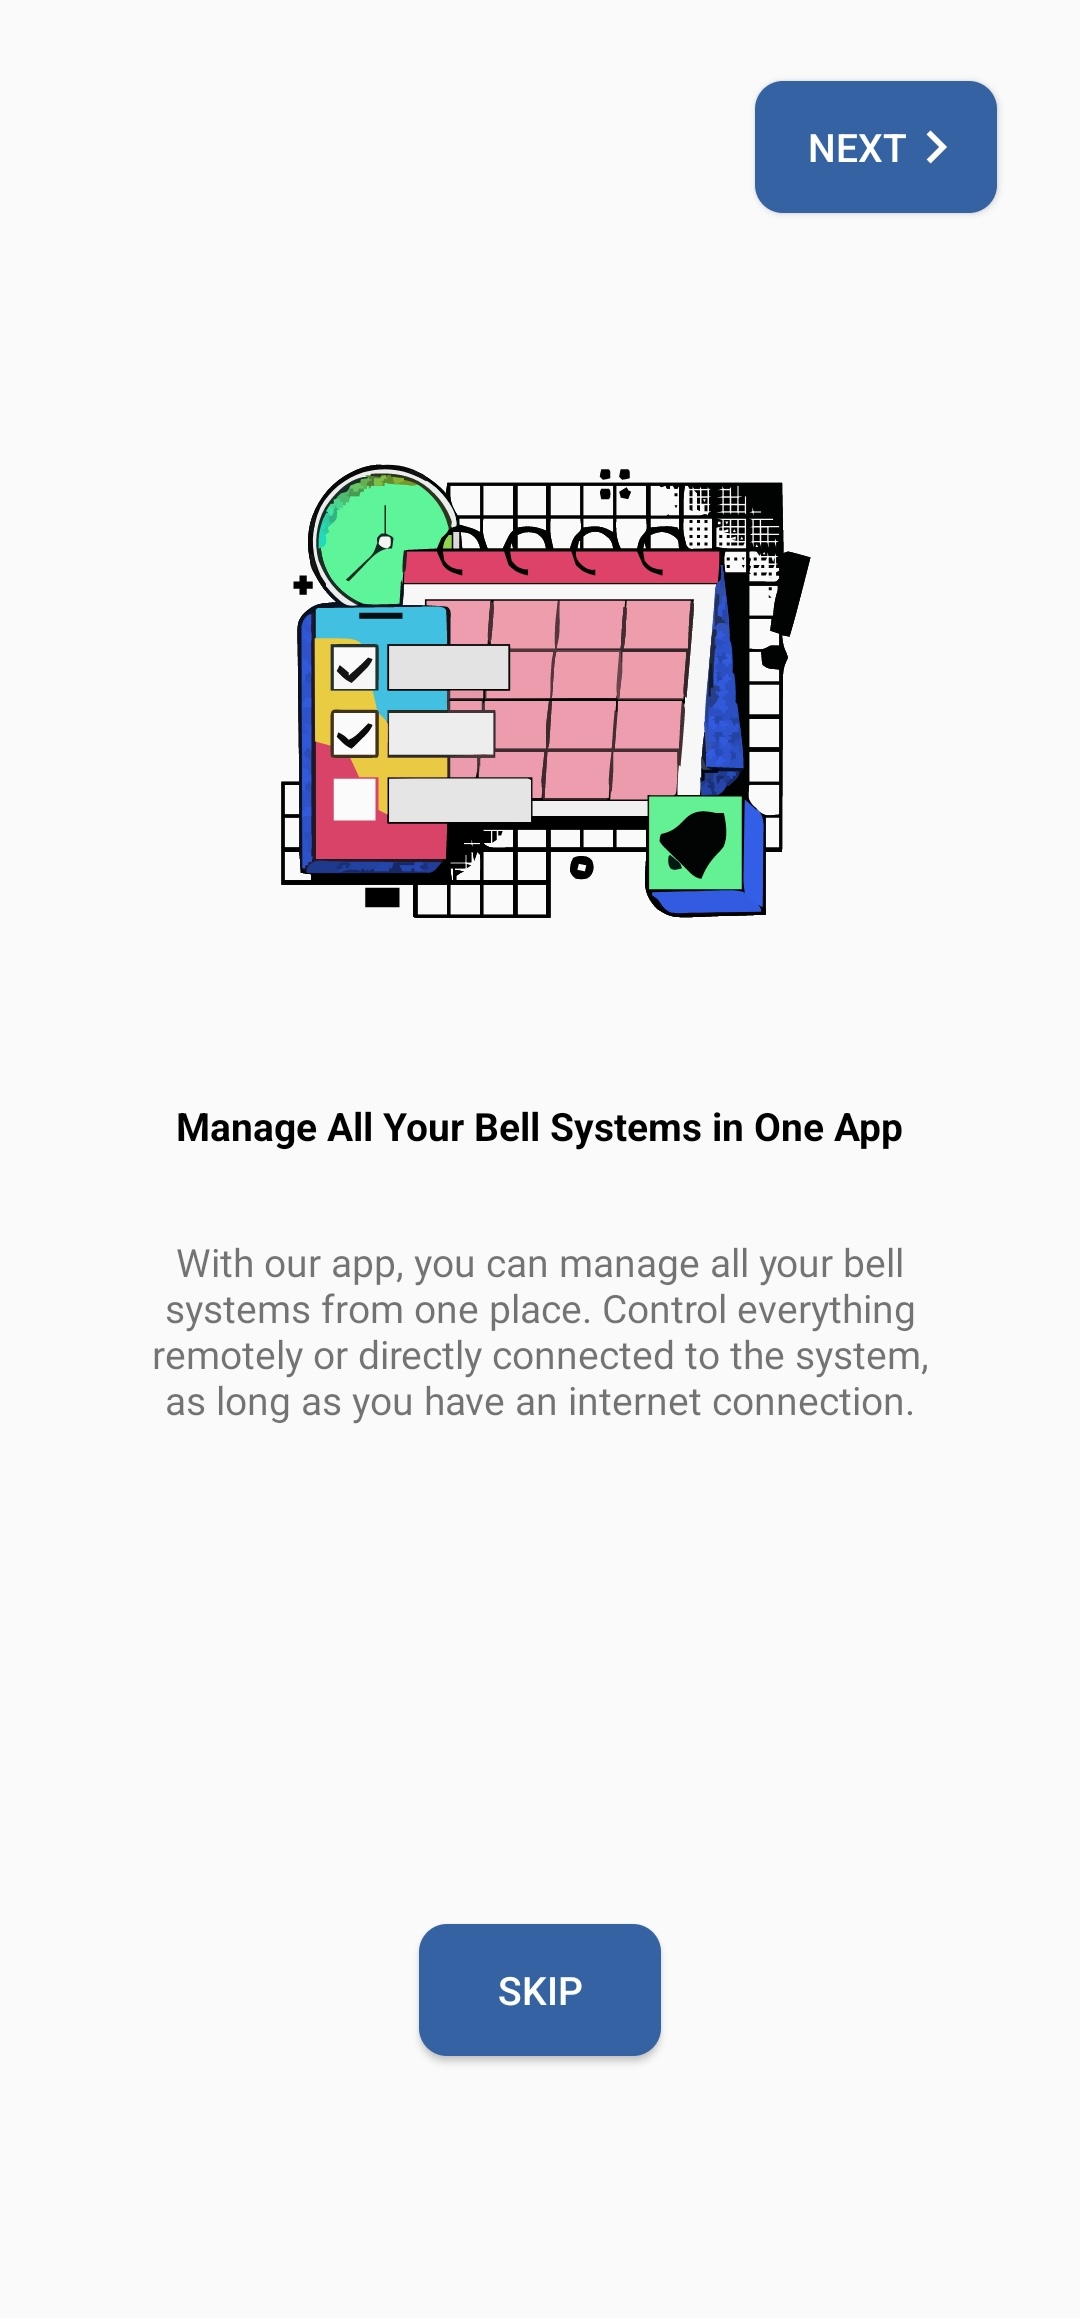 NEXT
Manage All Your Bell Systems in One App
With our app, you can manage all your bell
systems from one place. Control everything
remotely or directly connected to the system,
as long as you have an internet connection.
SKIP